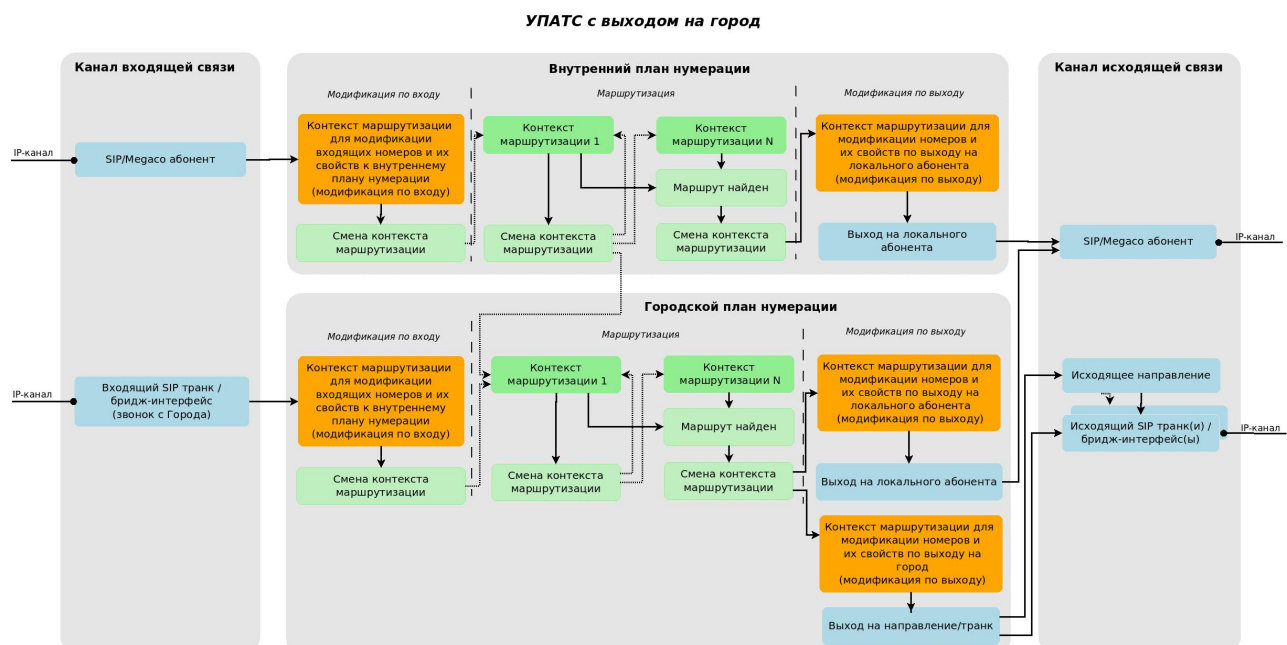 УПАТС с выходом на город
Канал входящей связи
IP-канал
SIP/Megaco абонент
IP-канал
Входящий SIP транк /
бридж-интерфейс
(звонок с Города)
Внутренний план нумерации
Модификация по входу
Контекст маршрутизации
для модификации
входящих номеров и их
свойств к внутреннему
плану нумерации
(модификация по входу)
Смена контекста
маршрутизации
Маршрутизация
Контекст
маршрутизации 1
Смена контекста
маршрутизации
Контекст
маршрутизации N
Маршрут найден
Смена контекста
маршрутизации
Модификация по выходу
Контекст маршрутизации для
модификации номеров и
их свойств по выходу на
локального абонента
(модификация по выходу)
Выход на локального
абонента
Городской план нумерации
Модификация по входу
Контекст маршрутизации
для модификации
входящих номеров и их
свойств к внутреннему
плану нумерации
(модификация по входу)
Смена контекста
маршрутизации
Маршрутизация
Контекст
маршрутизации 1
Смена контекста
маршрутизации
Контекст
маршрутизации N
Маршрут найден
Смена контекста
маршрутизации
Модификация по выходу
Контекст маршрутизации для
модификации номеров и
их свойств по выходу на
локального абонента
(модификация по выходу)
Выход на локального абонента
Контекст маршрутизации для
модификации номеров и
их свойств по выходу на
город
(модификация по выходу)
Выход на направление/транк
Канал исходящей связи
SIP/Megaco абонент
IP-канал
Исходящее направление
Исходящий SIP транк(и) /
бридж-интерфейс(ы)
IP-канал